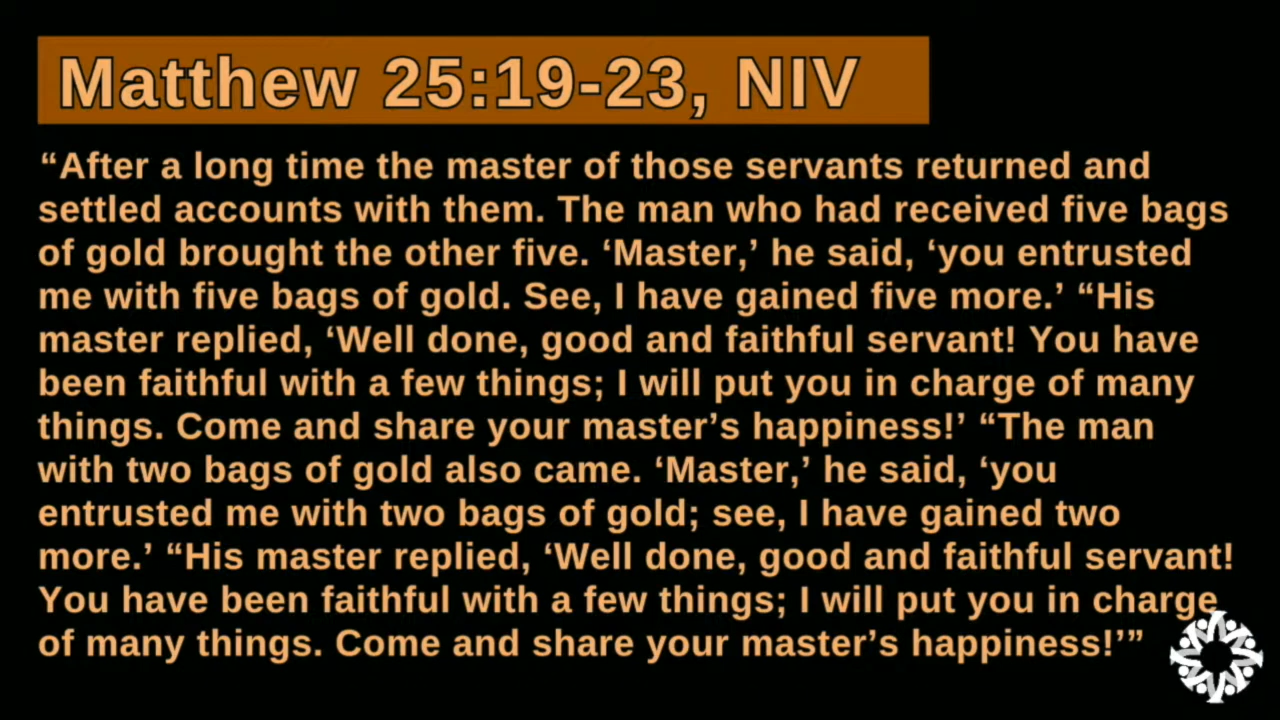 Matthew 25:19-23, NIV
“After a long time the master of those servants returned and
settled accounts with them. The man who had received five bags
of gold brought the other five. ‘Master,’ he said, ‘you entrusted
me with five bags of gold. See, I have gained five more.’ “His
master replied, ‘Well done, good and faithful servant! You have
been faithful with a few things; I will put you in charge of many
things. Come and share your master’s happiness!’ “The man
with two bags of gold also came. ‘Master,’ he said, ‘you
entrusted me with two bags of gold; see, I have gained two
more.’ “His master replied, ‘Well done, good and faithful servant!
You have been faithful with a few things; I will put you in charge
of many things. Come and share your master’s happiness!’”